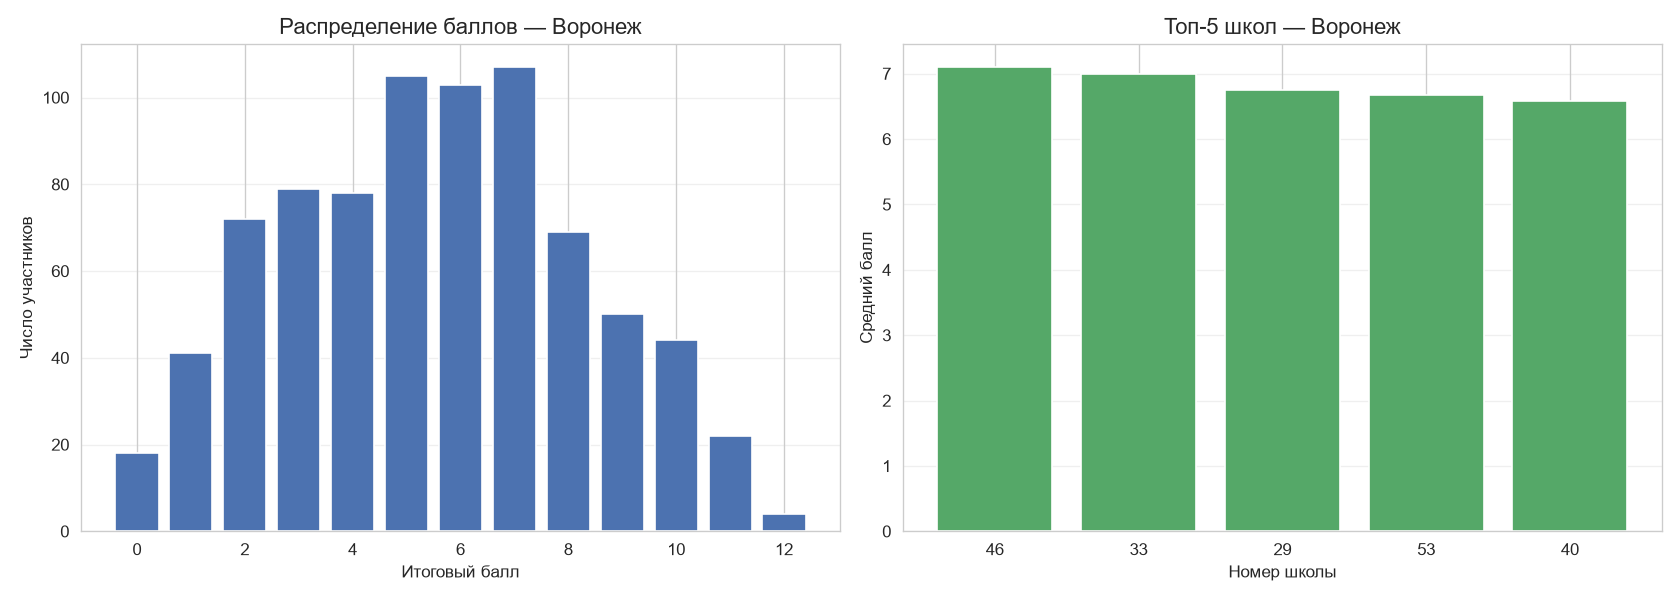 Распределение баллов — Воронеж
100
80
60
40
20
0
Число участников
0 2 4 6 8 10 12
Итоговый балл
Топ-5 школ — Воронеж
7
6
5
4
3
2
1
0
Средний балл
46 33 29 53 40
Номер школы